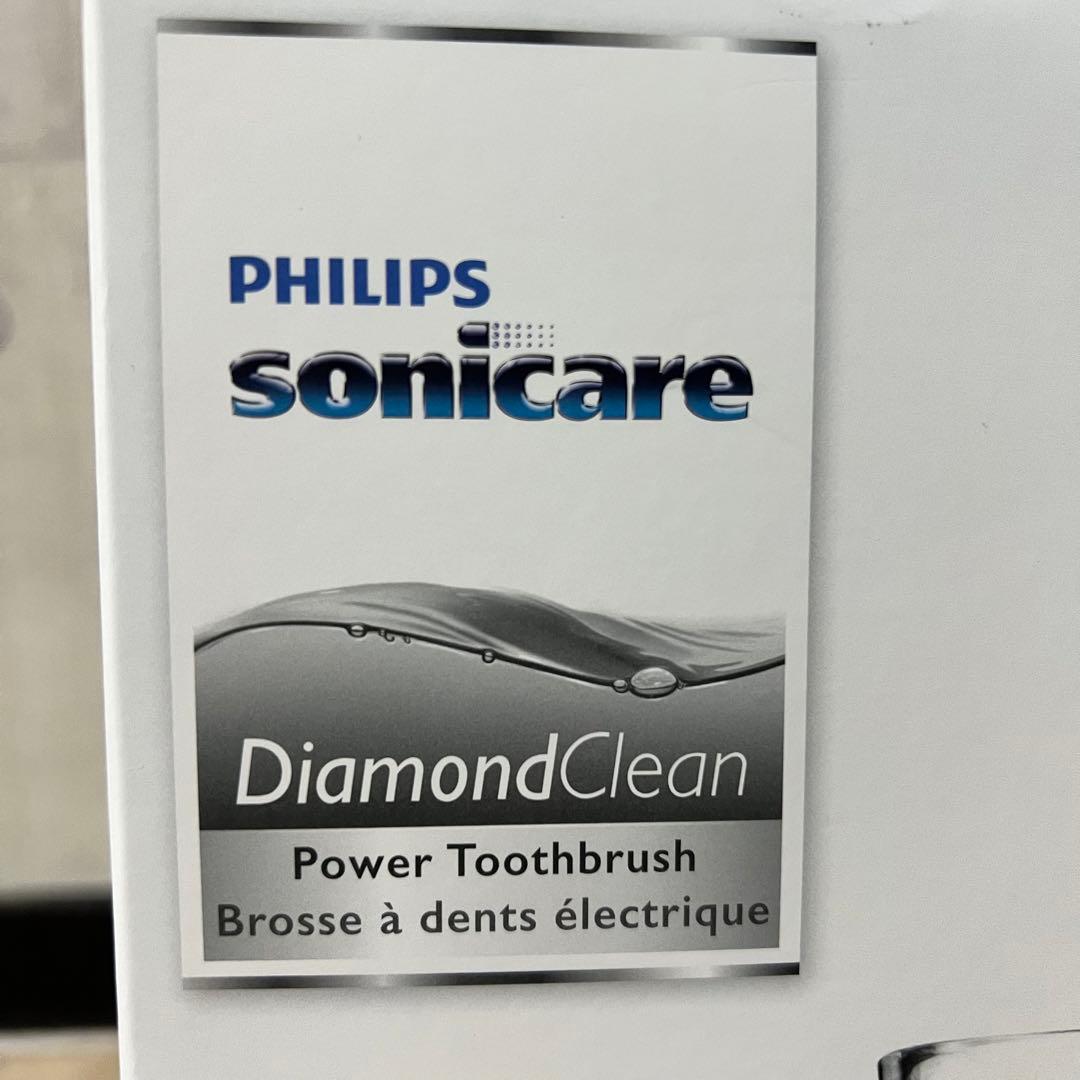 PHILIPS
sonicare
DiamondClean
Power Toothbrush
Brosse à dents électrique